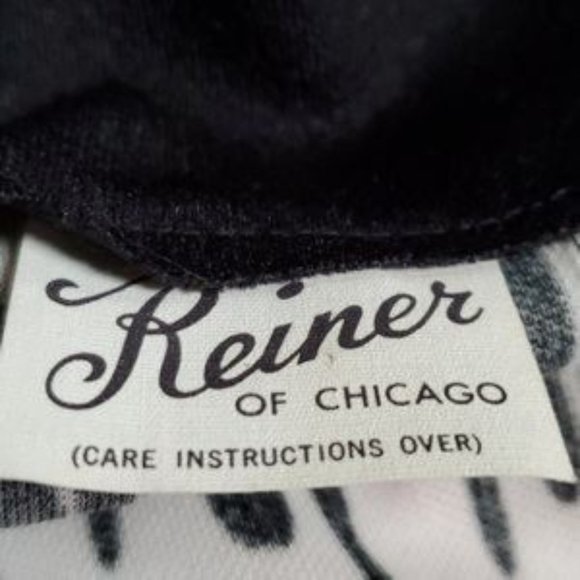 Reiner
OF CHICAGO
(CARE INSTRUCTIONS OVER)